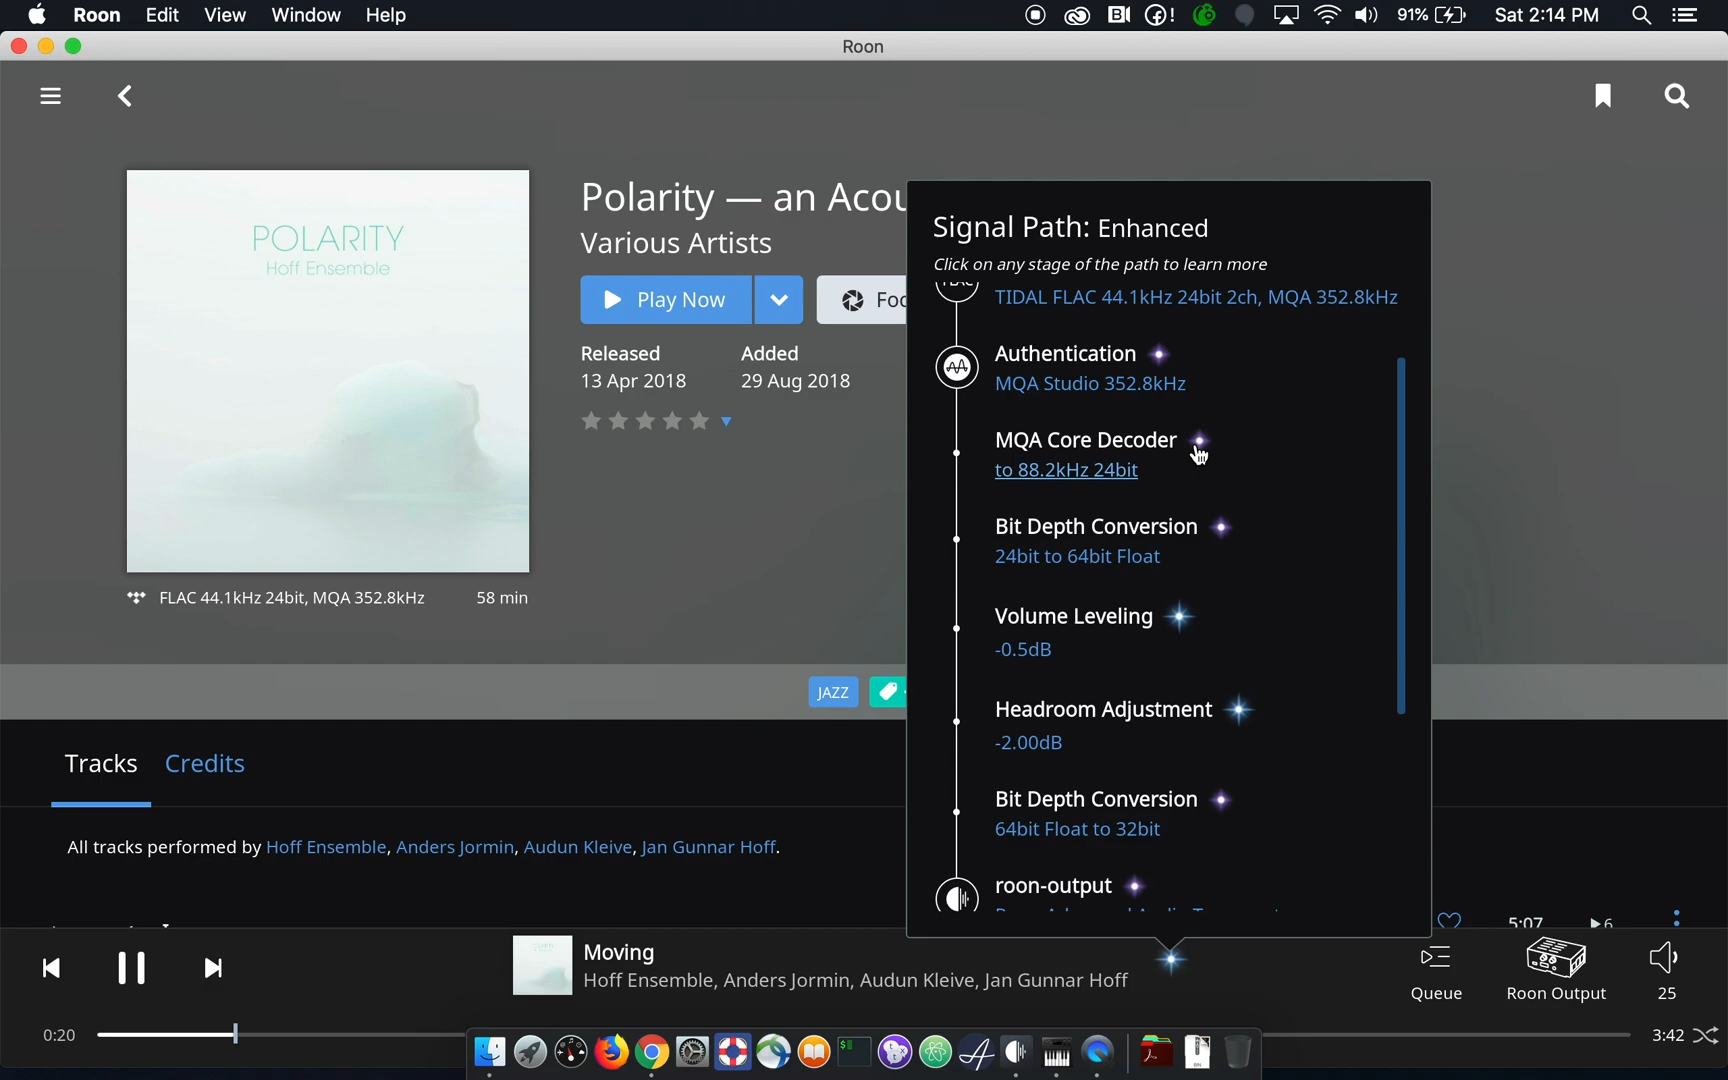 Roon Edit View Window Help
91% Sat 2:14 PM
Roon
POLARITY
Hoff Ensemble
FLAC 44.1kHz 24bit, MQA 352.8kHz 58 min
Polarity — an Acou
Various Artists
Play Now
Foc
Released Added
13 Apr 2018 29 Aug 2018
JAZZ
Signal Path: Enhanced
Click on any stage of the path to learn more
TIDAL FLAC 44.1kHz 24bit 2ch, MQA 352.8kHz
Authentication
MQA Studio 352.8kHz
MQA Core Decoder
to 88.2kHz 24bit
Bit Depth Conversion
24bit to 64bit Float
Volume Leveling
-0.5dB
Headroom Adjustment
-2.00dB
Bit Depth Conversion
64bit Float to 32bit
roon-output
Tracks Credits
All tracks performed by Hoff Ensemble, Anders Jormin, Audun Kleive, Jan Gunnar Hoff.
5:07 6
Moving
Hoff Ensemble, Anders Jormin, Audun Kleive, Jan Gunnar Hoff
Queue Roon Output 25
0:20 3:42